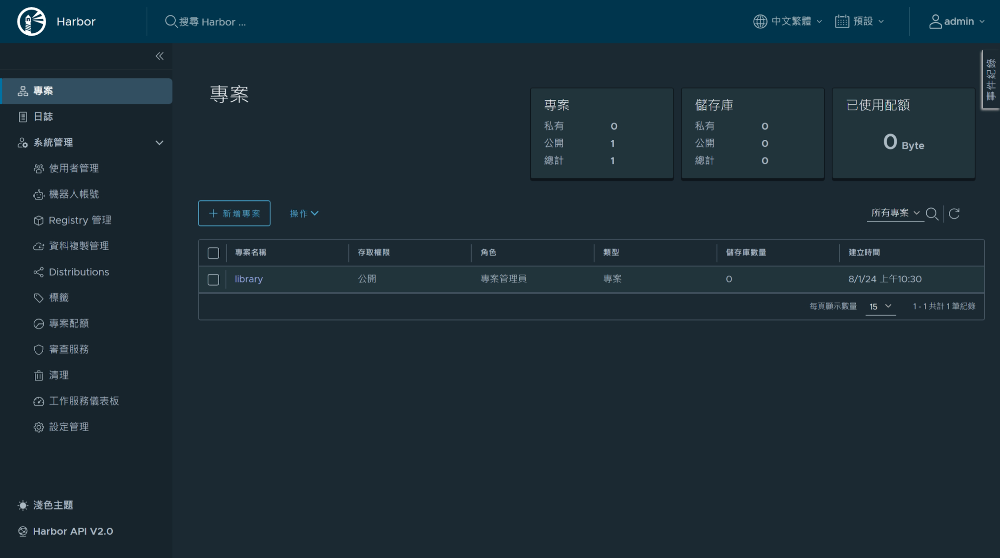 Harbor
搜尋 Harbor ...
中文繁體
預設
admin
專案
日誌
系統管理
使用者管理
機器人帳號
Registry 管理
資料複製管理
Distributions
標籤
專案配額
審查服務
清理
工作服務儀表板
設定管理
淺色主題
Harbor API V2.0
事件紀錄
專案
專案
私有 0
公開 1
總計 1
儲存庫
私有 0
公開 0
總計 0
已使用配額
0 Byte
新增專案 操作
所有專案
專案名稱 存取權限 角色 類型 儲存庫數量 建立時間
library 公開 專案管理員 專案 0 8/1/24 上午10:30
每頁顯示數量 15 1 - 1 共計 1 筆紀錄